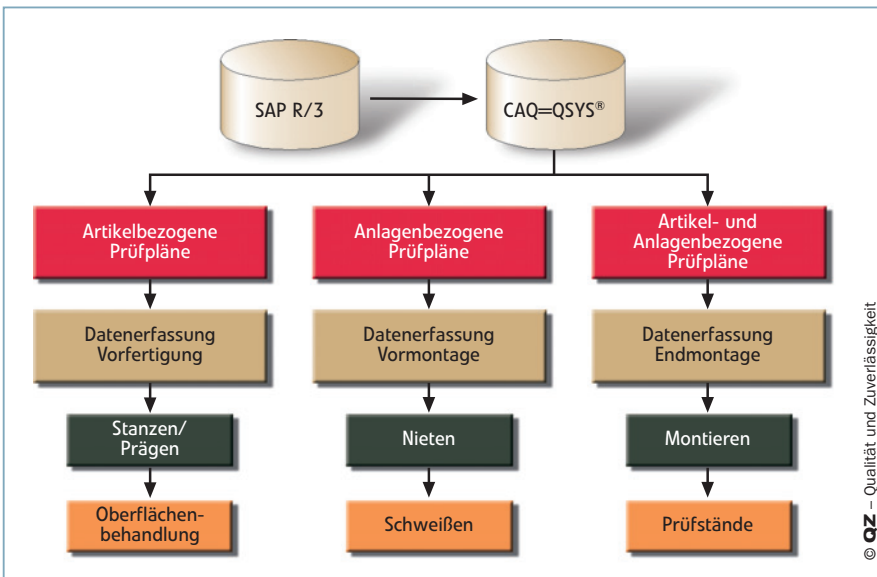 SAP R/3
CAQ=QSYS®
Artikelbezogene
Prüfpläne
Anlagenbezogene
Prüfpläne
Artikel- und
Anlagenbezogene
Prüfpläne
Datenerfassung
Vorfertigung
Datenerfassung
Vormontage
Datenerfassung
Endmontage
Stanzen/
Prägen
Nieten
Montieren
Oberflächen-
behandlung
Schweißen
Prüfstände
© QZ – Qualität und Zuverlässigkeit